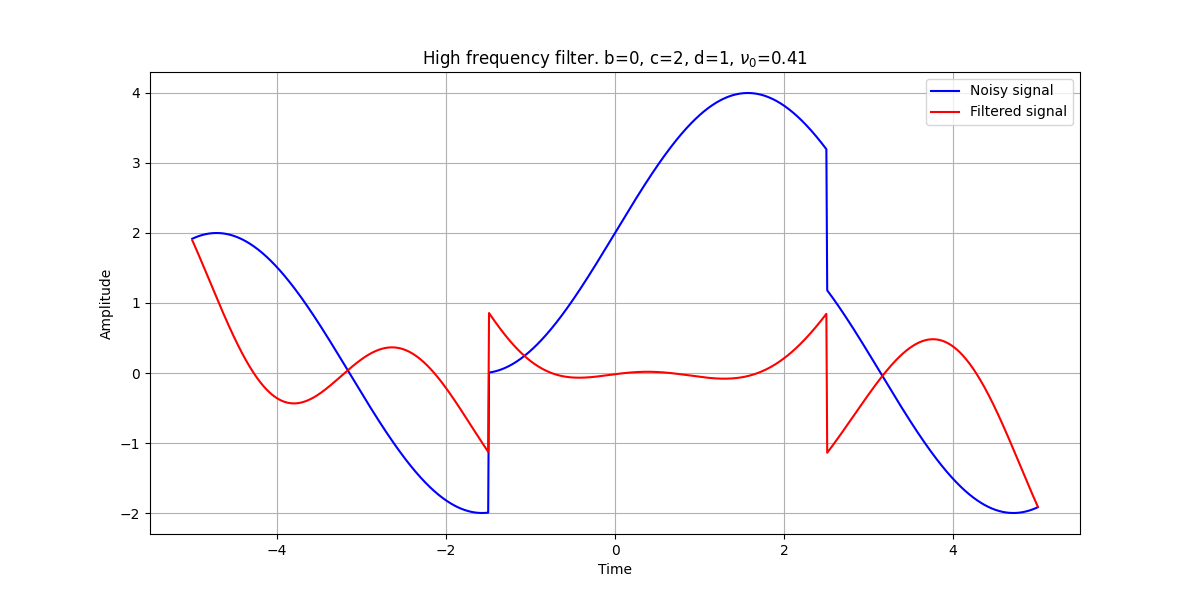 High frequency filter. b=0, c=2, d=1, ν₀=0.41
Noisy signal
Filtered signal
Amplitude
4
3
2
1
0
−1
−2
−4
−2
0
2
4
Time